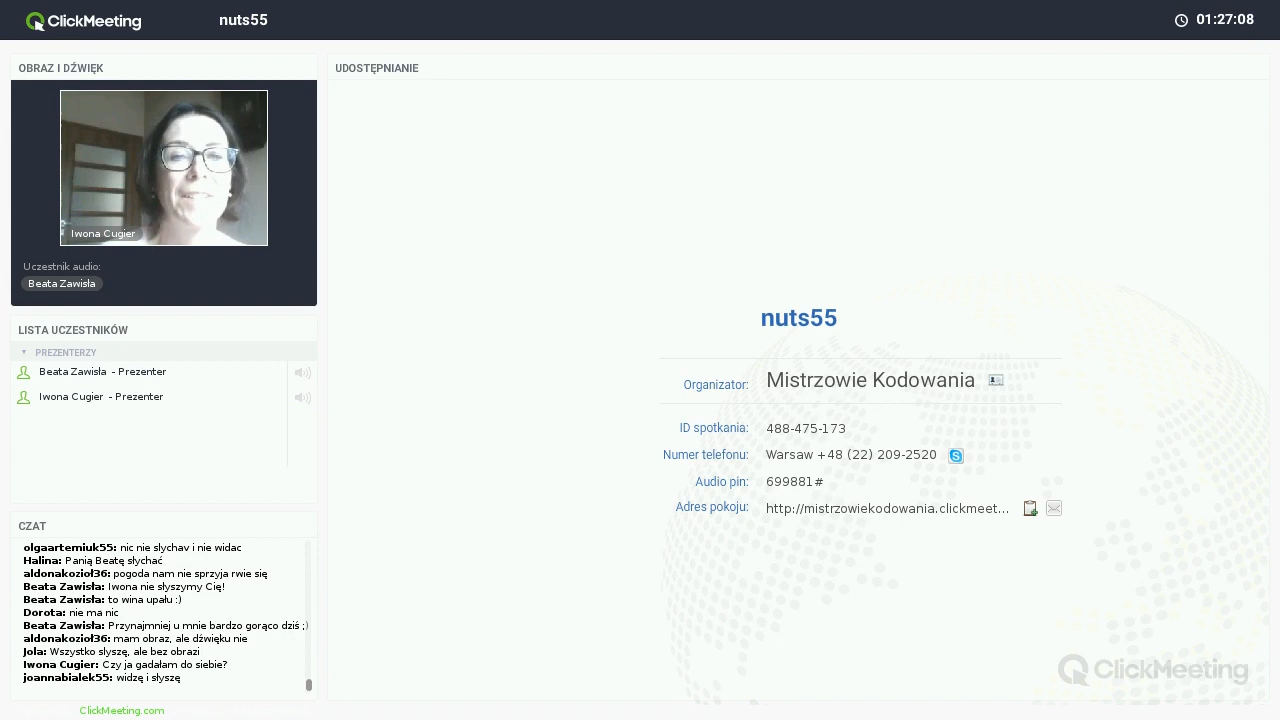 ClickMeeting
nuts55
01:27:08
OBRAZ I DŹWIĘK
Iwona Cugier
Uczestnik audio:
Beata Zawisła
LISTA UCZESTNIKÓW
PREZENTERZY
Beata Zawisła - Prezenter
Iwona Cugier - Prezenter
CZAT
olgaartemiuk55: nic nie slychav i nie widac
Halina: Panią Beatę słychać
aldonakozioł36: pogoda nam nie sprzyja rwie się
Beata Zawisła: Iwona nie słyszymy Cię!
Beata Zawisła: to wina upału :)
Dorota: nie ma nic
Beata Zawisła: Przynajmniej u mnie bardzo gorąco dziś ;)
aldonakozioł36: mam obraz, ale dźwięku nie
Jola: Wszystko slyszę, ale bez obrazi
Iwona Cugier: Czy ja gadałam do siebie?
joannabialek55: widzę i słyszę
ClickMeeting.com
UDOSTĘPNIANIE
nuts55
Organizator: Mistrzowie Kodowania
ID spotkania: 488-475-173
Numer telefonu: Warsaw +48 (22) 209-2520
Audio pin: 699881#
Adres pokoju: http://mistrzowiekodowania.clickmeet...
ClickMeeting